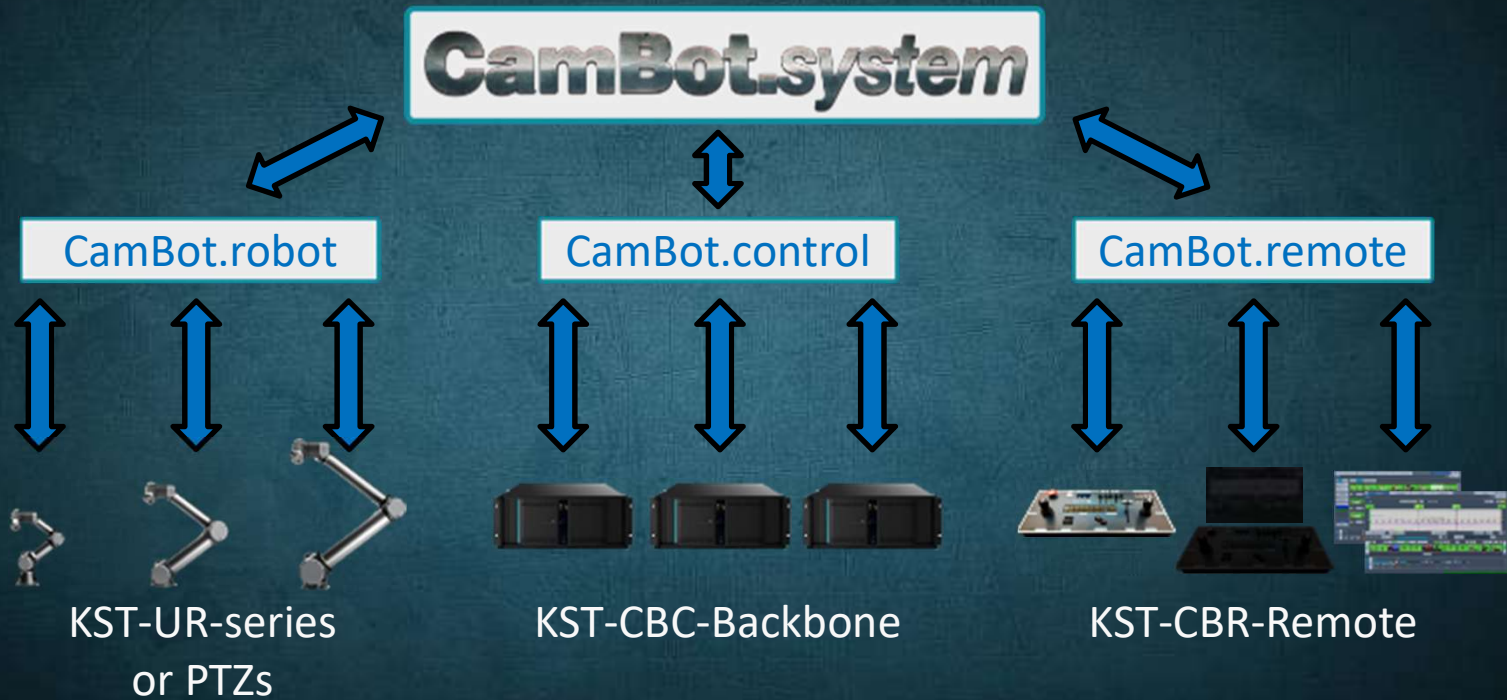 CamBot.system
CamBot.robot
CamBot.control
CamBot.remote
KST-UR-series
or PTZs
KST-CBC-Backbone
KST-CBR-Remote